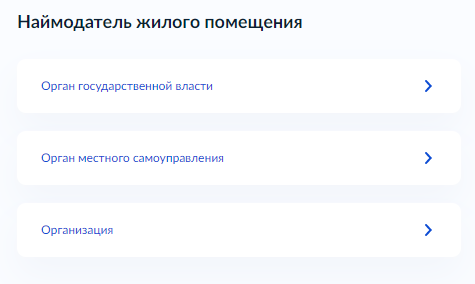 Наймодатель жилого помещения
Орган государственной власти
Орган местного самоуправления
Организация